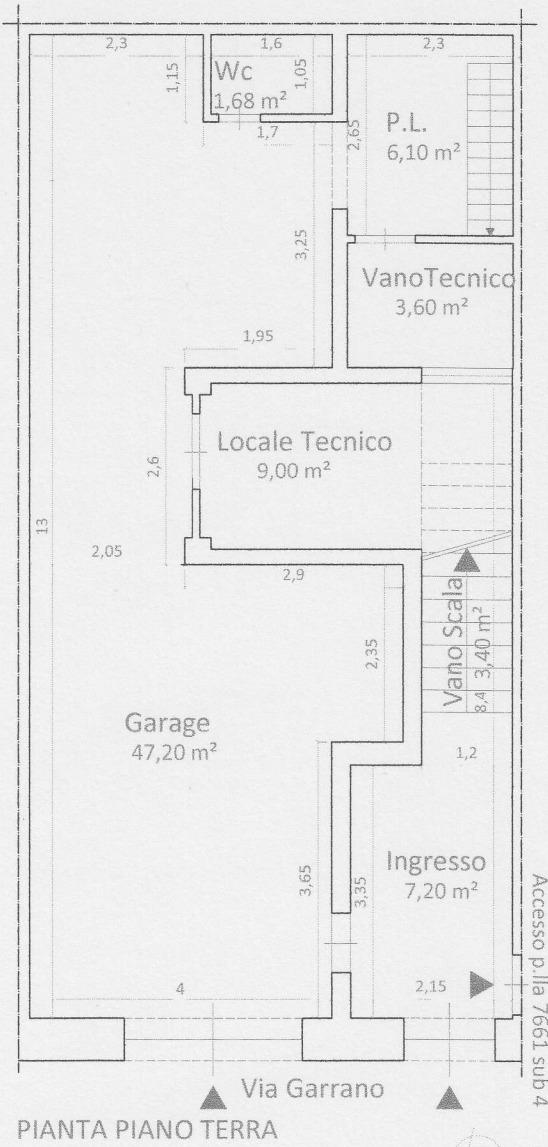 2,3
1,6
2,3
1,15
Wc
1,05
1,68 m²
1,7
2,65
P.L.
6,10 m²
3,25
VanoTecnico
3,60 m²
1,95
Locale Tecnico
9,00 m²
2,6
13
2,05
2,9
2,35
Vano Scala
3,40 m²
8,4
1,2
Garage
47,20 m²
3,65
3,35
Ingresso
7,20 m²
4
2,15
Accesso p.lla 7661 sub 4
Via Garrano
PIANTA PIANO TERRA